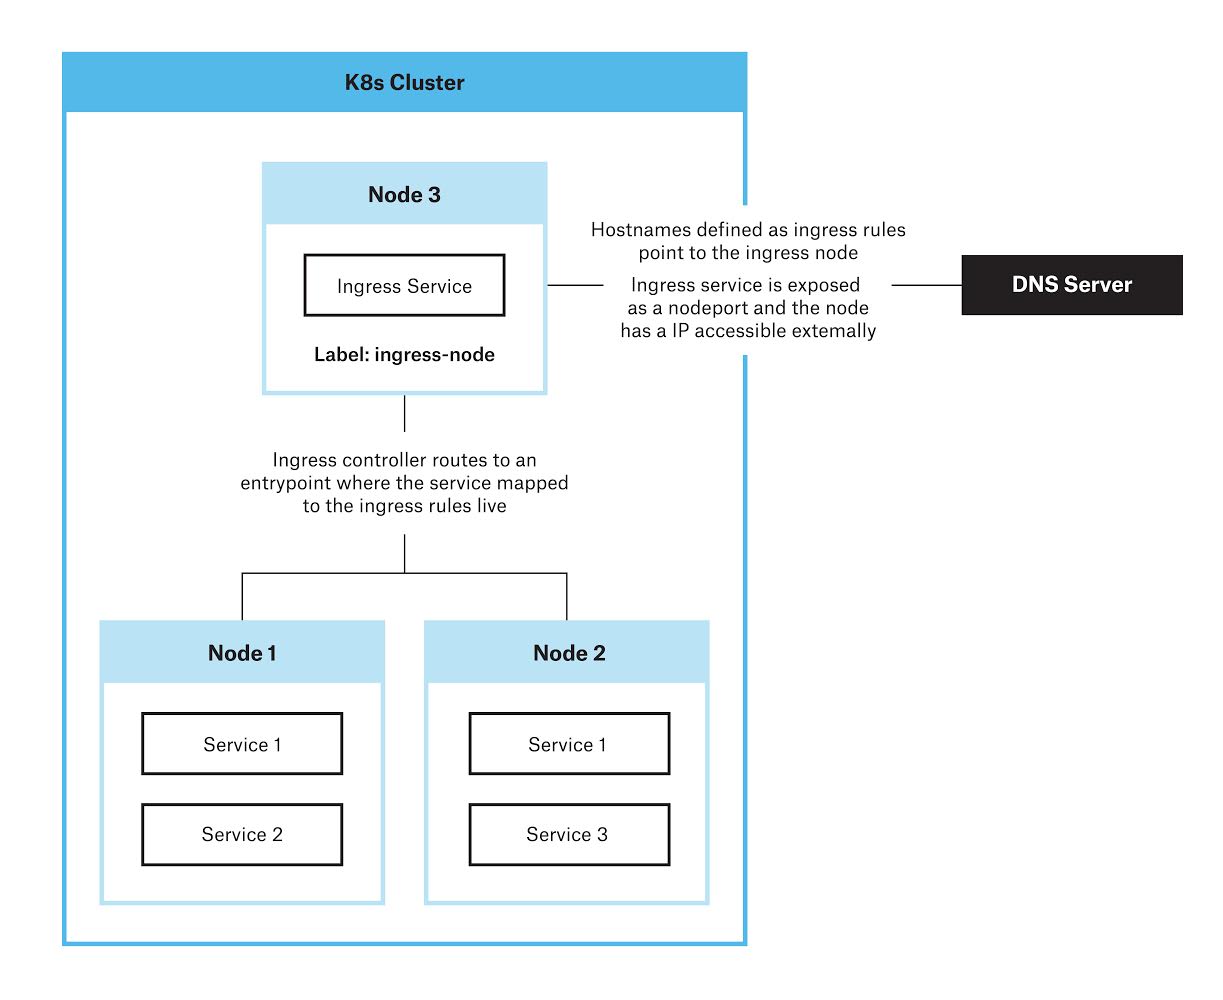 K8s Cluster
Node 3
Ingress Service
Label: ingress-node
Hostnames defined as ingress rules
point to the ingress node
Ingress service is exposed
as a nodeport and the node
has a IP accessible extemally
DNS Server
Ingress controller routes to an
entrypoint where the service mapped
to the ingress rules live
Node 1
Service 1
Service 2
Node 2
Service 1
Service 3